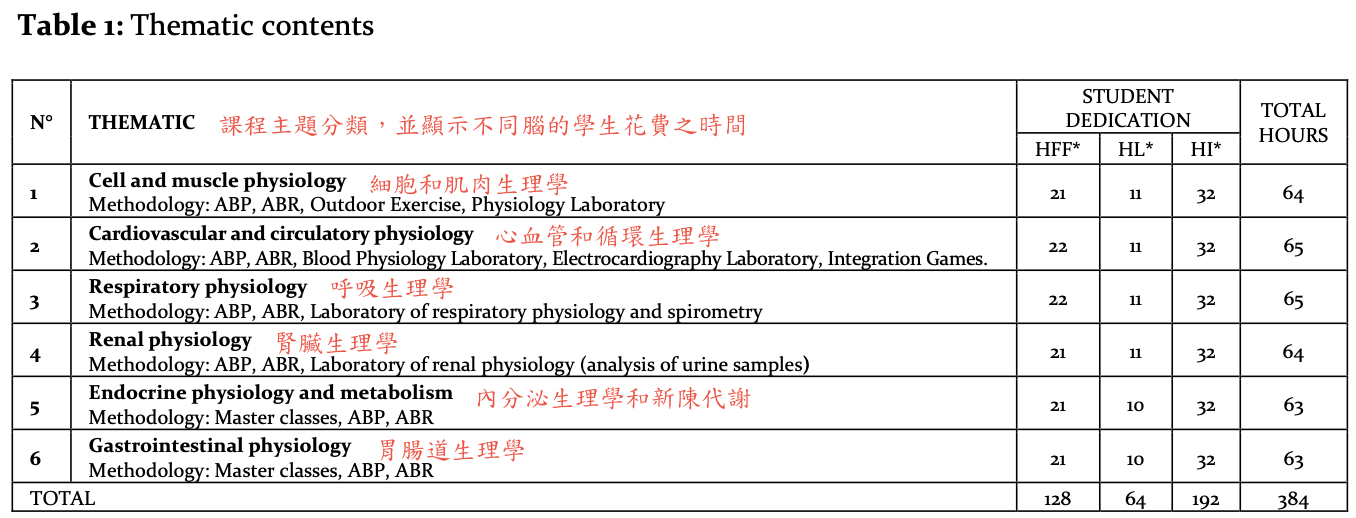 Table 1: Thematic contents
N° THEMATIC 課程主題分類，並顯示不同腦的學生花費之時間 STUDENT DEDICATION TOTAL HOURS
HFF* HL* HI*
1 Cell and muscle physiology 細胞和肌肉生理學
Methodology: ABP, ABR, Outdoor Exercise, Physiology Laboratory 21 11 32 64
2 Cardiovascular and circulatory physiology 心血管和循環生理學
Methodology: ABP, ABR, Blood Physiology Laboratory, Electrocardiography Laboratory, Integration Games. 22 11 32 65
3 Respiratory physiology 呼吸生理學
Methodology: ABP, ABR, Laboratory of respiratory physiology and spirometry 22 11 32 65
4 Renal physiology 腎臟生理學
Methodology: ABP, ABR, Laboratory of renal physiology (analysis of urine samples) 21 11 32 64
5 Endocrine physiology and metabolism 內分泌生理學和新陳代謝
Methodology: Master classes, ABP, ABR 21 10 32 63
6 Gastrointestinal physiology 胃腸道生理學
Methodology: Master classes, ABP, ABR 21 10 32 63
TOTAL 128 64 192 384